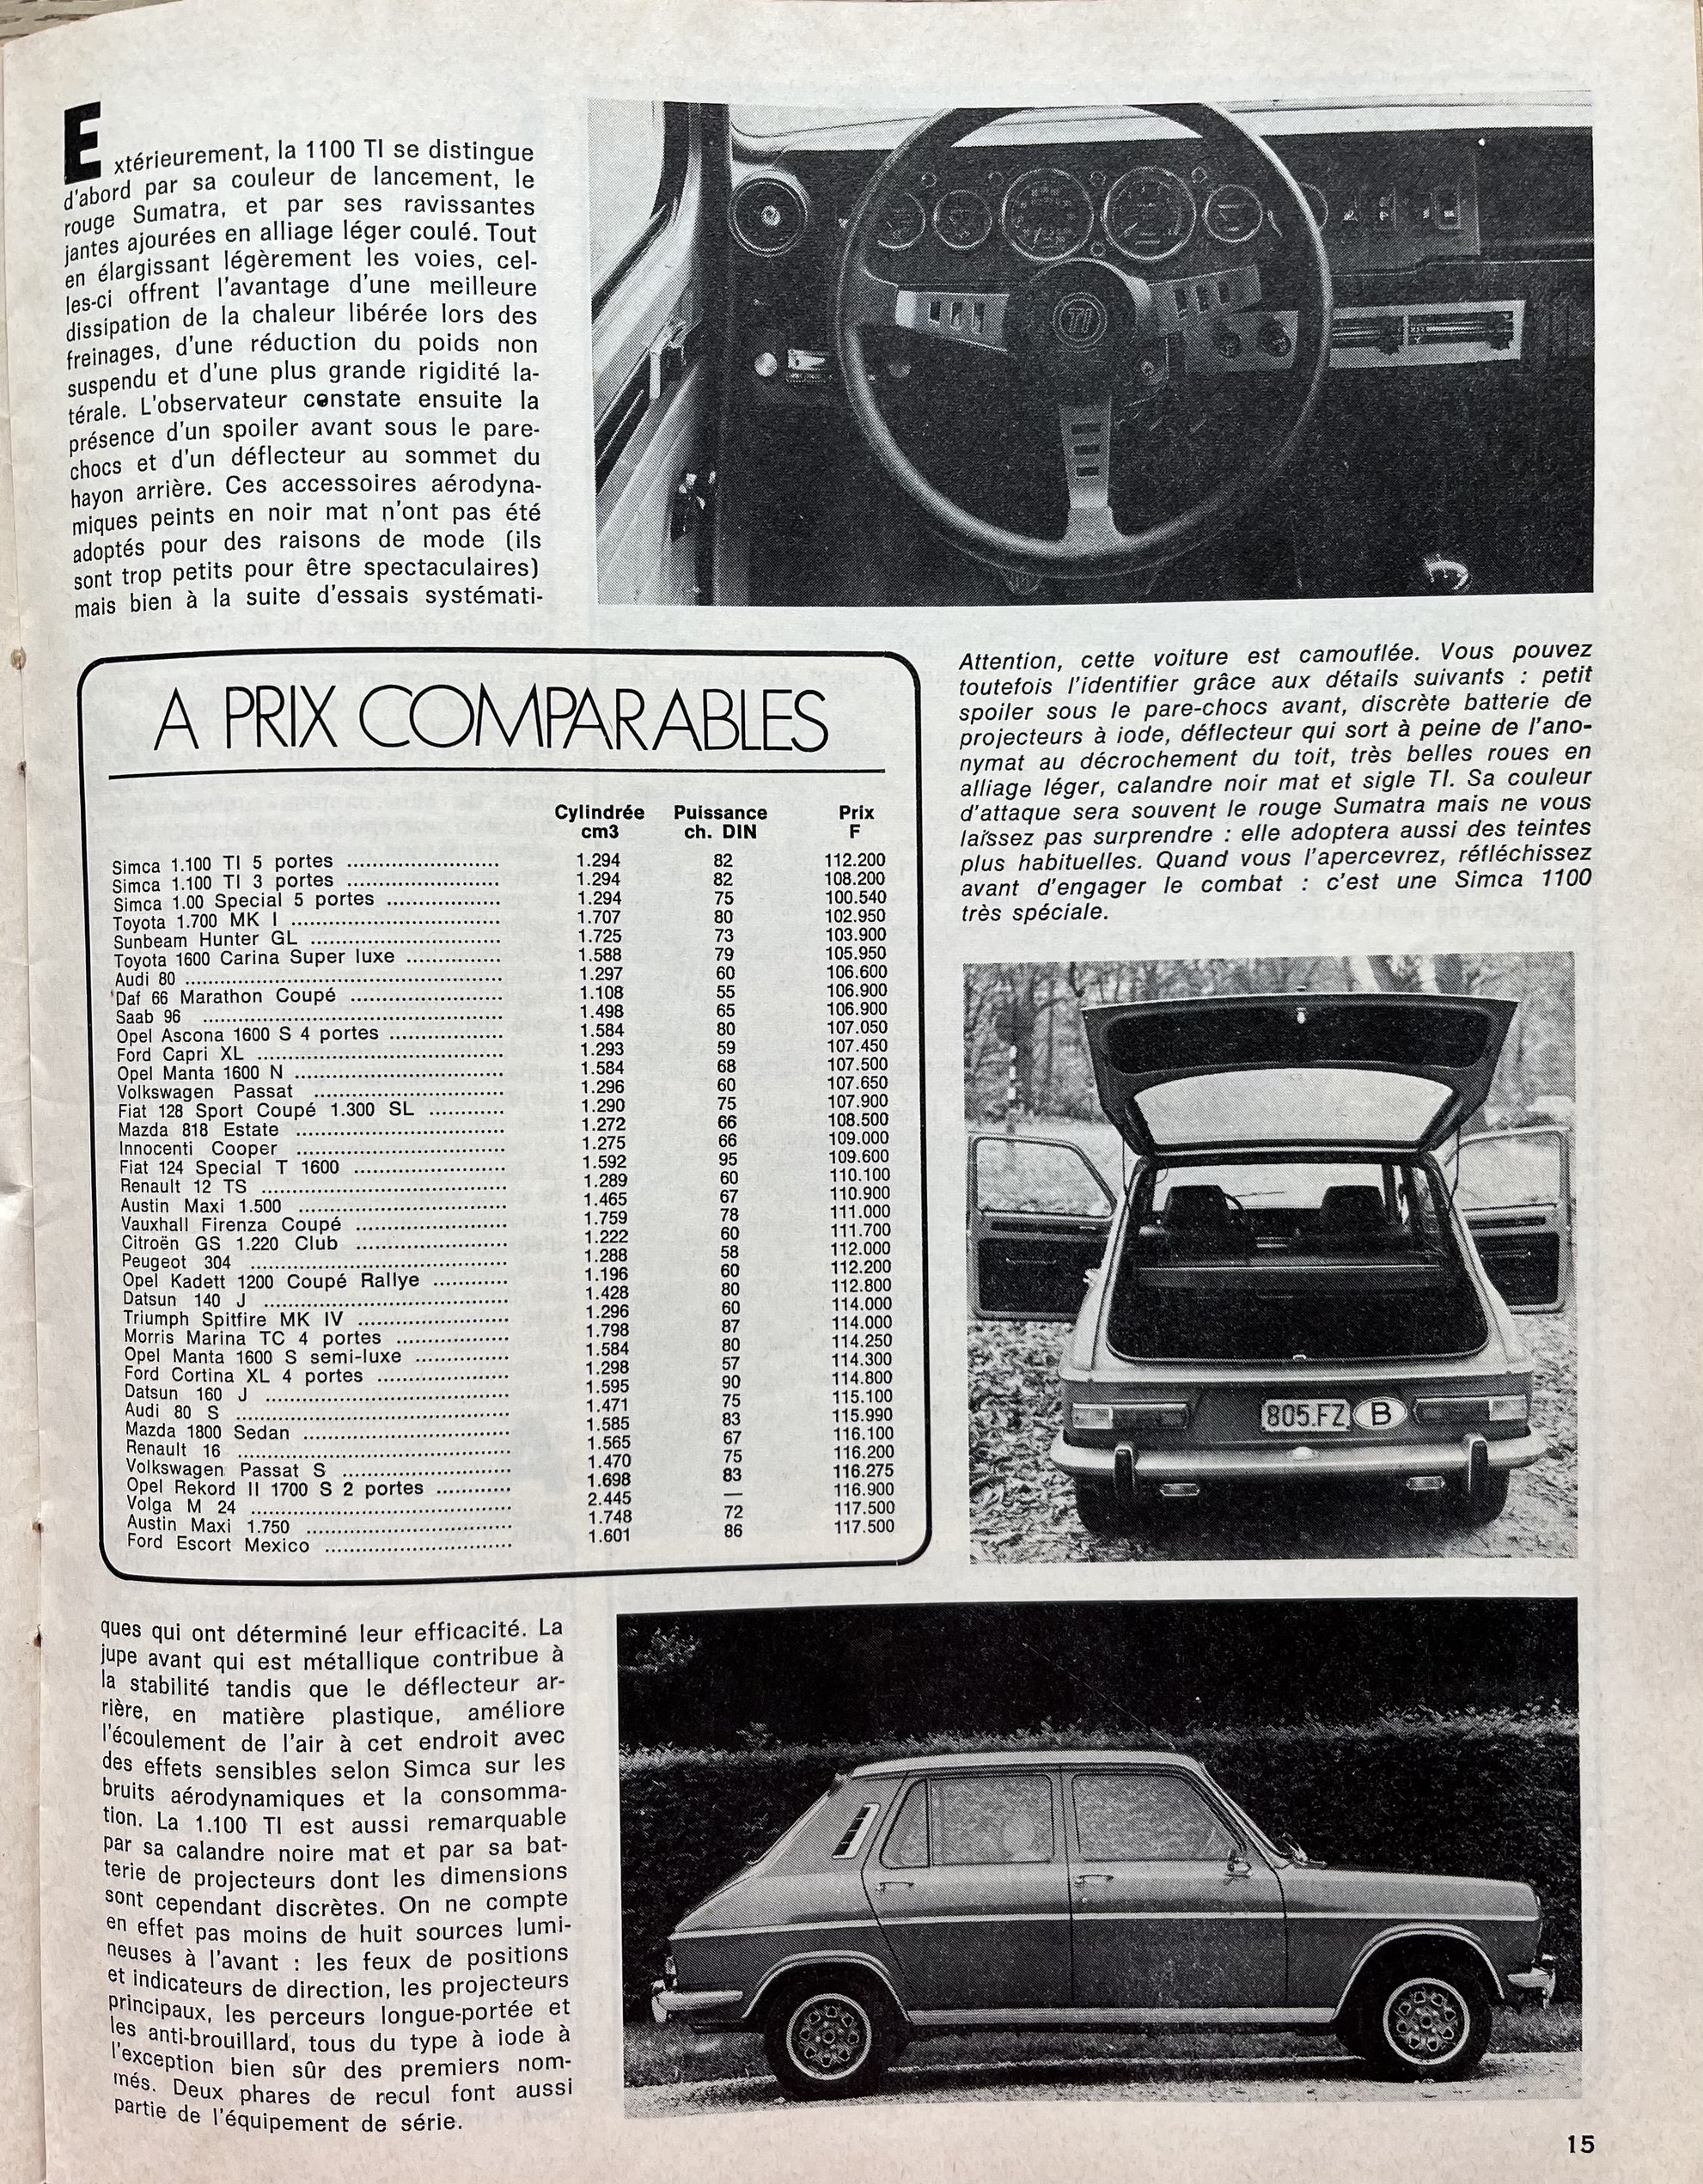 Extérieurement, la 1100 TI se distingue
d'abord par sa couleur de lancement, le
rouge Sumatra, et par ses ravissantes
jantes ajourées en alliage léger coulé. Tout
en élargissant légèrement les voies, cel-
les-ci offrent l'avantage d'une meilleure
dissipation de la chaleur libérée lors des
freinages, d'une réduction du poids non
suspendu et d'une plus grande rigidité la-
térale. L'observateur constate ensuite la
présence d'un spoiler avant sous le pare-
chocs et d'un déflecteur au sommet du
hayon arrière. Ces accessoires aérodyna-
miques peints en noir mat n'ont pas été
adoptés pour des raisons de mode (ils
sont trop petits pour être spectaculaires)
mais bien à la suite d'essais systémati-
TI
A PRIX COMPARABLES
Cylindrée Puissance Prix
cm3 ch. DIN F
Simca 1.100 TI 5 portes 1.294 82 112.200
Simca 1.100 TI 3 portes 1.294 82 108.200
Simca 1.00 Special 5 portes 1.294 75 100.540
Toyota 1.700 MK I 1.707 80 102.950
Sunbeam Hunter GL 1.725 73 103.900
Toyota 1600 Carina Super luxe 1.588 79 105.950
Audi 80 1.297 60 106.600
Daf 66 Marathon Coupé 1.108 55 106.900
Saab 96 1.498 65 106.900
Opel Ascona 1600 S 4 portes 1.584 80 107.050
Ford Capri XL 1.293 59 107.450
Opel Manta 1600 N 1.584 68 107.500
Volkswagen Passat 1.296 60 107.650
Fiat 128 Sport Coupé 1.300 SL 1.290 75 107.900
Mazda 818 Estate 1.272 66 108.500
Innocenti Cooper 1.275 66 109.000
Fiat 124 Special T 1600 1.592 95 109.600
Renault 12 TS 1.289 60 110.100
Austin Maxi 1.500 1.465 67 110.900
Vauxhall Firenza Coupé 1.759 78 111.000
Citroën GS 1.220 Club 1.222 60 111.700
Peugeot 304 1.288 58 112.000
Opel Kadett 1200 Coupé Rallye 1.196 60 112.200
Datsun 140 J 1.428 80 112.800
Triumph Spitfire MK IV 1.296 60 114.000
Morris Marina TC 4 portes 1.798 87 114.000
Opel Manta 1600 S semi-luxe 1.584 80 114.250
Ford Cortina XL 4 portes 1.298 57 114.300
Datsun 160 J 1.595 90 114.800
Audi 80 S 1.471 75 115.100
Mazda 1800 Sedan 1.585 83 115.990
Renault 16 1.565 67 116.100
Volkswagen Passat S 1.470 75 116.200
Opel Rekord II 1700 S 2 portes 1.698 83 116.275
Volga M 24 2.445 — 116.900
Austin Maxi 1.750 1.748 72 117.500
Ford Escort Mexico 1.601 86 117.500
Attention, cette voiture est camouflée. Vous pouvez
toutefois l'identifier grâce aux détails suivants : petit
spoiler sous le pare-chocs avant, discrète batterie de
projecteurs à iode, déflecteur qui sort à peine de l'ano-
nymat au décrochement du toit, très belles roues en
alliage léger, calandre noir mat et sigle TI. Sa couleur
d'attaque sera souvent le rouge Sumatra mais ne vous
laissez pas surprendre : elle adoptera aussi des teintes
plus habituelles. Quand vous l'apercevrez, réfléchissez
avant d'engager le combat : c'est une Simca 1100
très spéciale.
805.FZ B
ques qui ont déterminé leur efficacité. La
jupe avant qui est métallique contribue à
la stabilité tandis que le déflecteur ar-
rière, en matière plastique, améliore
l'écoulement de l'air à cet endroit avec
des effets sensibles selon Simca sur les
bruits aérodynamiques et la consomma-
tion. La 1.100 TI est aussi remarquable
par sa calandre noire mat et par sa bat-
terie de projecteurs dont les dimensions
sont cependant discrètes. On ne compte
en effet pas moins de huit sources lumi-
neuses à l'avant : les feux de positions
et indicateurs de direction, les projecteurs
principaux, les perceurs longue-portée et
les anti-brouillard, tous du type à iode à
l'exception bien sûr des premiers nom-
més. Deux phares de recul font aussi
partie de l'équipement de série.
15